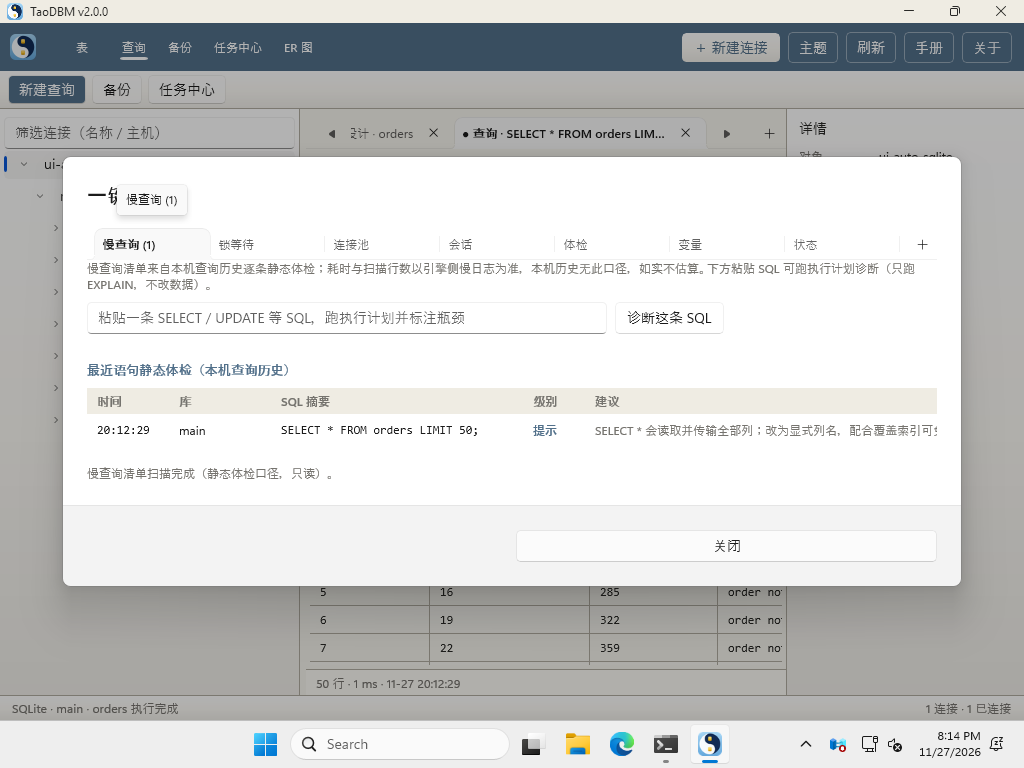 TaoDBM v2.0.0
表
查询
备份
任务中心
ER 图
+ 新建连接
主题
刷新
手册
关于
新建查询
备份
任务中心
筛选连接（名称 / 主机）
设计 · orders
● 查询 · SELECT * FROM orders LIM...
详情
对象
ui-auto-sqlite
慢查询 (1)
慢查询 (1)
锁等待
连接池
会话
体检
变量
状态
慢查询清单来自本机查询历史逐条静态体检；耗时与扫描行数以引擎侧慢日志为准，本机历史无此口径，如实不估算。下方粘贴 SQL 可跑执行计划诊断（只跑
EXPLAIN，不改数据）。
粘贴一条 SELECT / UPDATE 等 SQL，跑执行计划并标注瓶颈
诊断这条 SQL
最近语句静态体检（本机查询历史）
时间 库 SQL 摘要 级别 建议
20:12:29 main SELECT * FROM orders LIMIT 50; 提示 SELECT * 会读取并传输全部列；改为显式列名，配合覆盖索引可
慢查询清单扫描完成（静态体检口径，只读）。
关闭
5 16 285 order no
6 19 322 order no
7 22 359 order no
50 行 · 1 ms · 11-27 20:12:29
SQLite · main · orders 执行完成
1 连接 · 1 已连接
Search
8:14 PM
11/27/2026